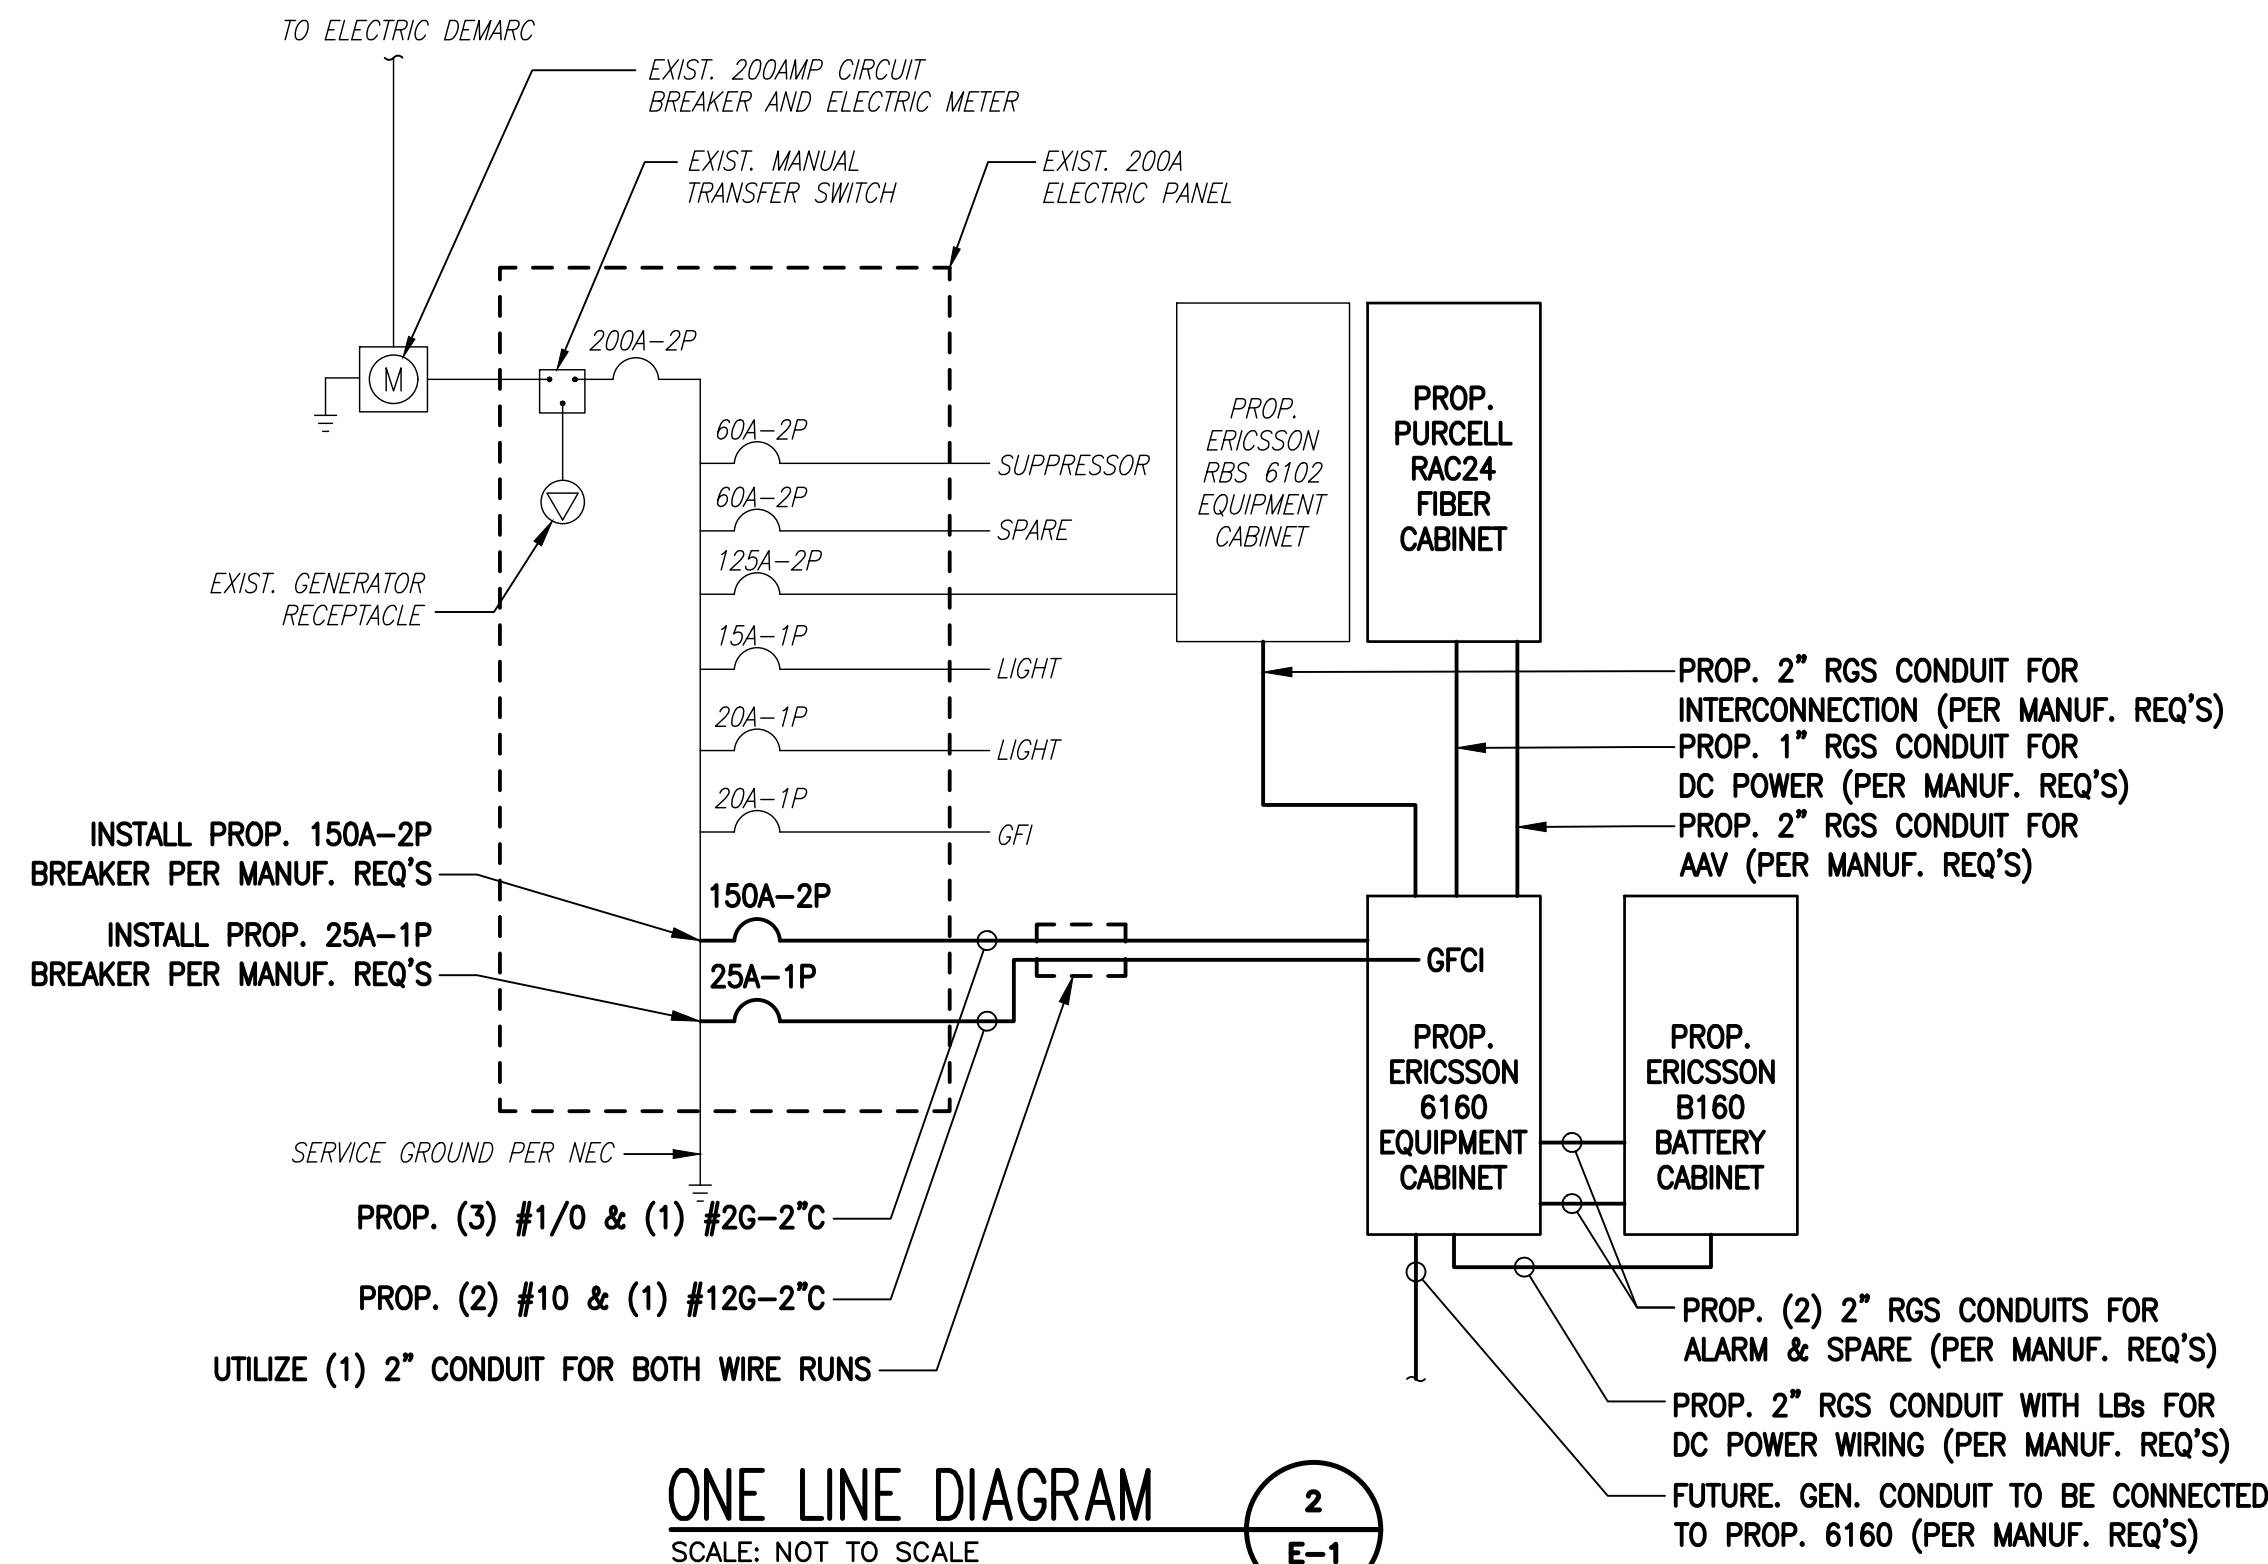 TO ELECTRIC DEMARC
EXIST. 200AMP CIRCUIT
BREAKER AND ELECTRIC METER
EXIST. MANUAL
TRANSFER SWITCH
EXIST. 200A
ELECTRIC PANEL
M
200A-2P
60A-2P
SUPPRESSOR
60A-2P
SPARE
125A-2P
15A-1P
LIGHT
20A-1P
LIGHT
20A-1P
GFI
EXIST. GENERATOR
RECEPTACLE
PROP.
ERICSSON
RBS 6102
EQUIPMENT
CABINET
PROP.
PURCELL
RAC24
FIBER
CABINET
PROP. 2" RGS CONDUIT FOR
INTERCONNECTION (PER MANUF. REQ'S)
PROP. 1" RGS CONDUIT FOR
DC POWER (PER MANUF. REQ'S)
PROP. 2" RGS CONDUIT FOR
AAV (PER MANUF. REQ'S)
INSTALL PROP. 150A-2P
BREAKER PER MANUF. REQ'S
INSTALL PROP. 25A-1P
BREAKER PER MANUF. REQ'S
150A-2P
25A-1P
GFCI
PROP.
ERICSSON
6160
EQUIPMENT
CABINET
PROP.
ERICSSON
B160
BATTERY
CABINET
SERVICE GROUND PER NEC
PROP. (3) #1/0 & (1) #2G-2"C
PROP. (2) #10 & (1) #12G-2"C
UTILIZE (1) 2" CONDUIT FOR BOTH WIRE RUNS
PROP. (2) 2" RGS CONDUITS FOR
ALARM & SPARE (PER MANUF. REQ'S)
PROP. 2" RGS CONDUIT WITH LBs FOR
DC POWER WIRING (PER MANUF. REQ'S)
FUTURE. GEN. CONDUIT TO BE CONNECTED
TO PROP. 6160 (PER MANUF. REQ'S)
ONE LINE DIAGRAM
SCALE: NOT TO SCALE
2
E-1